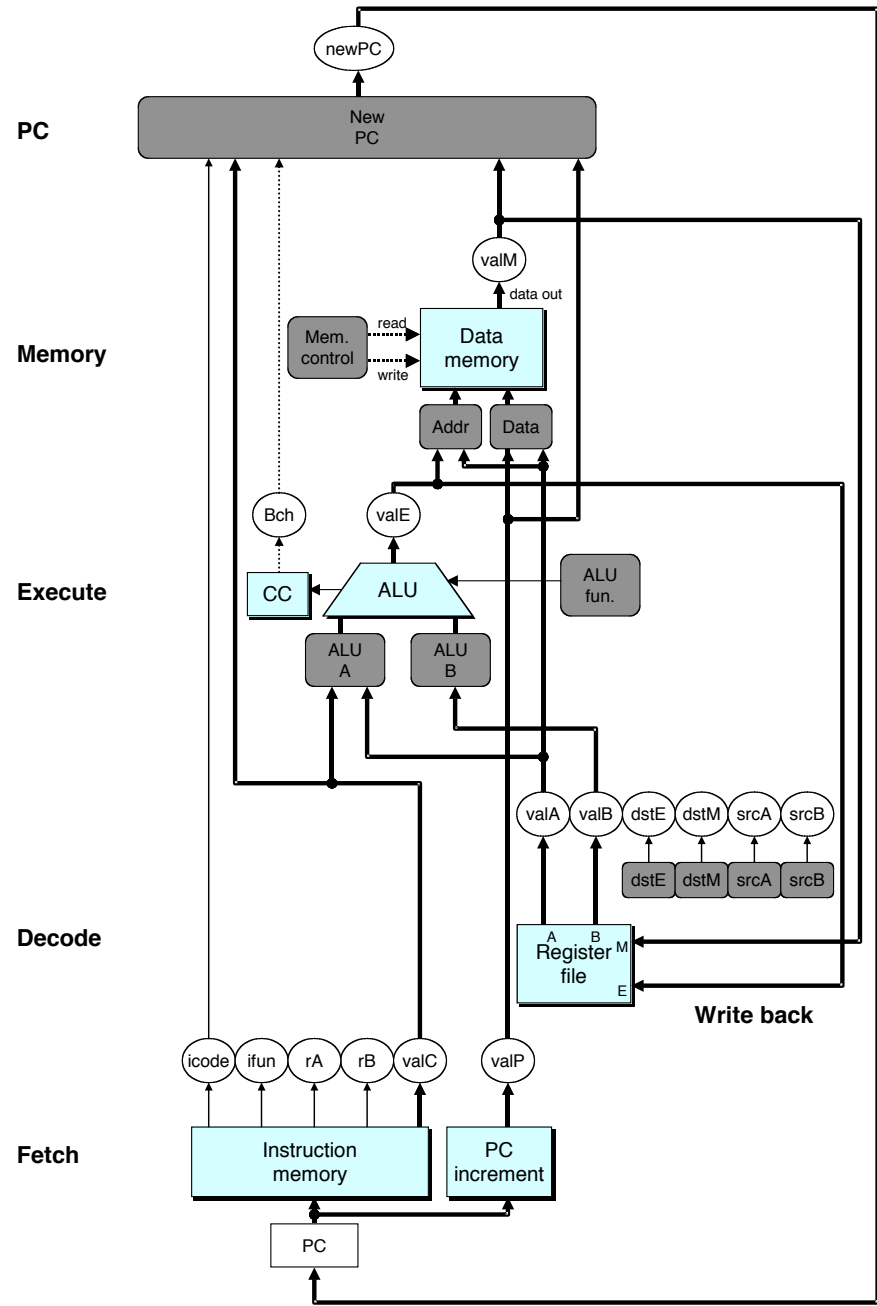 newPC
PC
New
PC
valM
data out
Memory
Mem.
control
read
write
Data
memory
Addr
Data
Bch
valE
Execute
CC
ALU
ALU
fun.
ALU
A
ALU
B
valA
valB
dstE
dstM
srcA
srcB
dstE
dstM
srcA
srcB
Decode
A
B
M
Register
file
E
Write back
icode
ifun
rA
rB
valC
valP
Fetch
Instruction
memory
PC
increment
PC